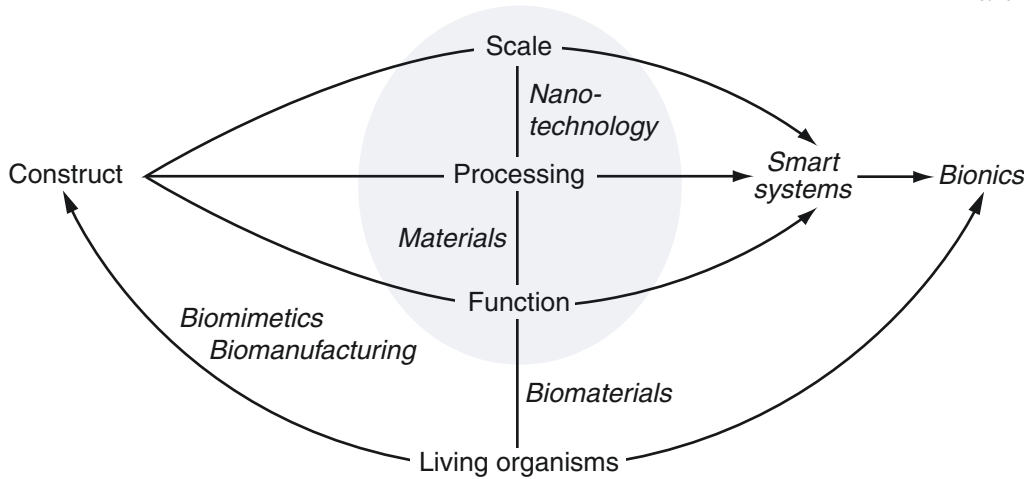 Scale
Nano-
technology
Construct
Processing
Smart
systems
Bionics
Materials
Function
Biomimetics
Biomanufacturing
Biomaterials
Living organisms